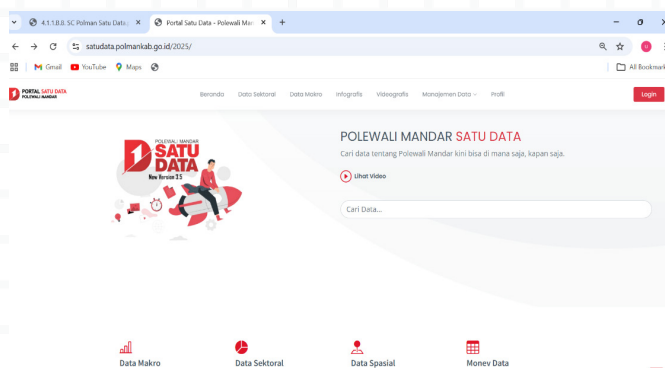 4.1.1.B.8. SC Polman Satu Data
Portal Satu Data - Polewali Man
satudata.polmankab.go.id/2025/
Gmail YouTube Maps All Bookmark
PORTAL SATU DATA
POLEWALI MANDAR
Beranda Data Sektoral Data Makro Infografis Videografis Manajemen Data Profil Login
POLEWALI MANDAR
SATU
DATA
New Version 3.5
POLEWALI MANDAR SATU DATA
Cari data tentang Polewali Mandar kini bisa di mana saja, kapan saja.
Lihat Video
Cari Data...
Data Makro Data Sektoral Data Spasial Monev Data